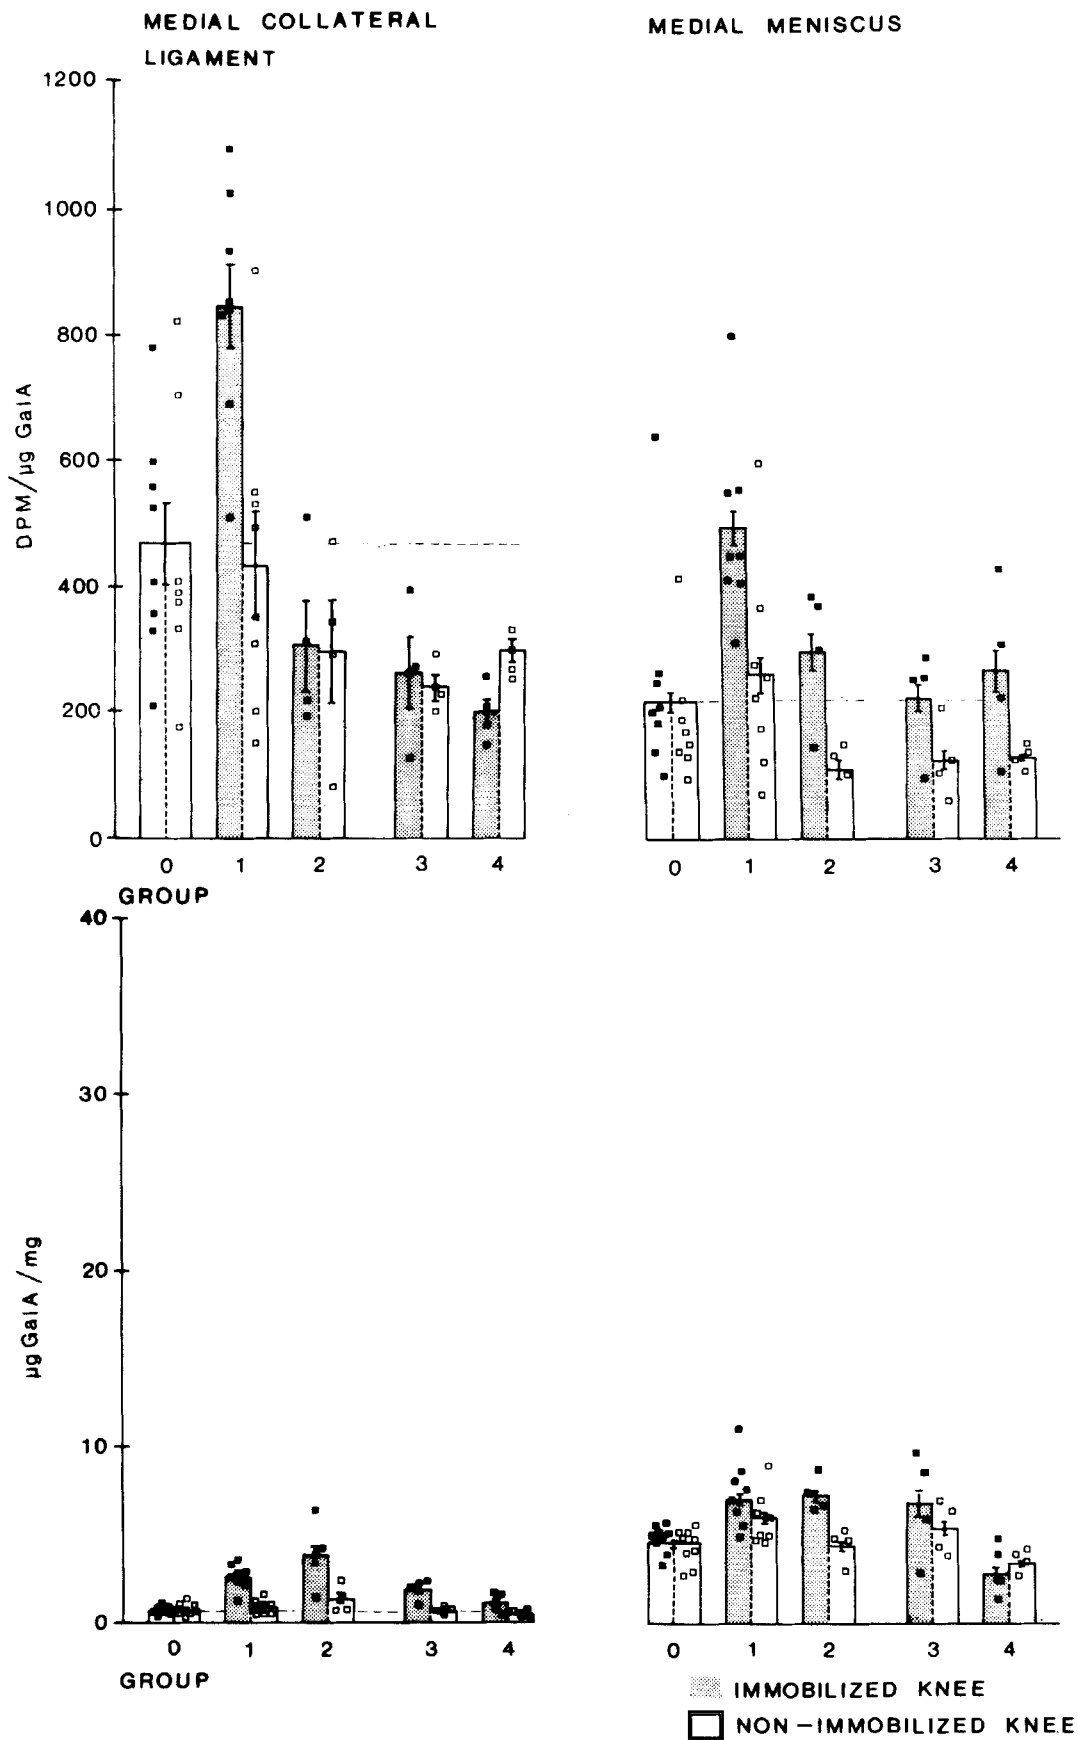 MEDIAL COLLATERAL
LIGAMENT
MEDIAL MENISCUS
1200
1000
800
600
400
200
0
DPM/µg GalA
0 1 2 3 4
GROUP
0 1 2 3 4
40
30
20
10
0
µg GalA/mg
0 1 2 3 4
GROUP
0 1 2 3 4
IMMOBILIZED KNEE
NON-IMMOBILIZED KNEE